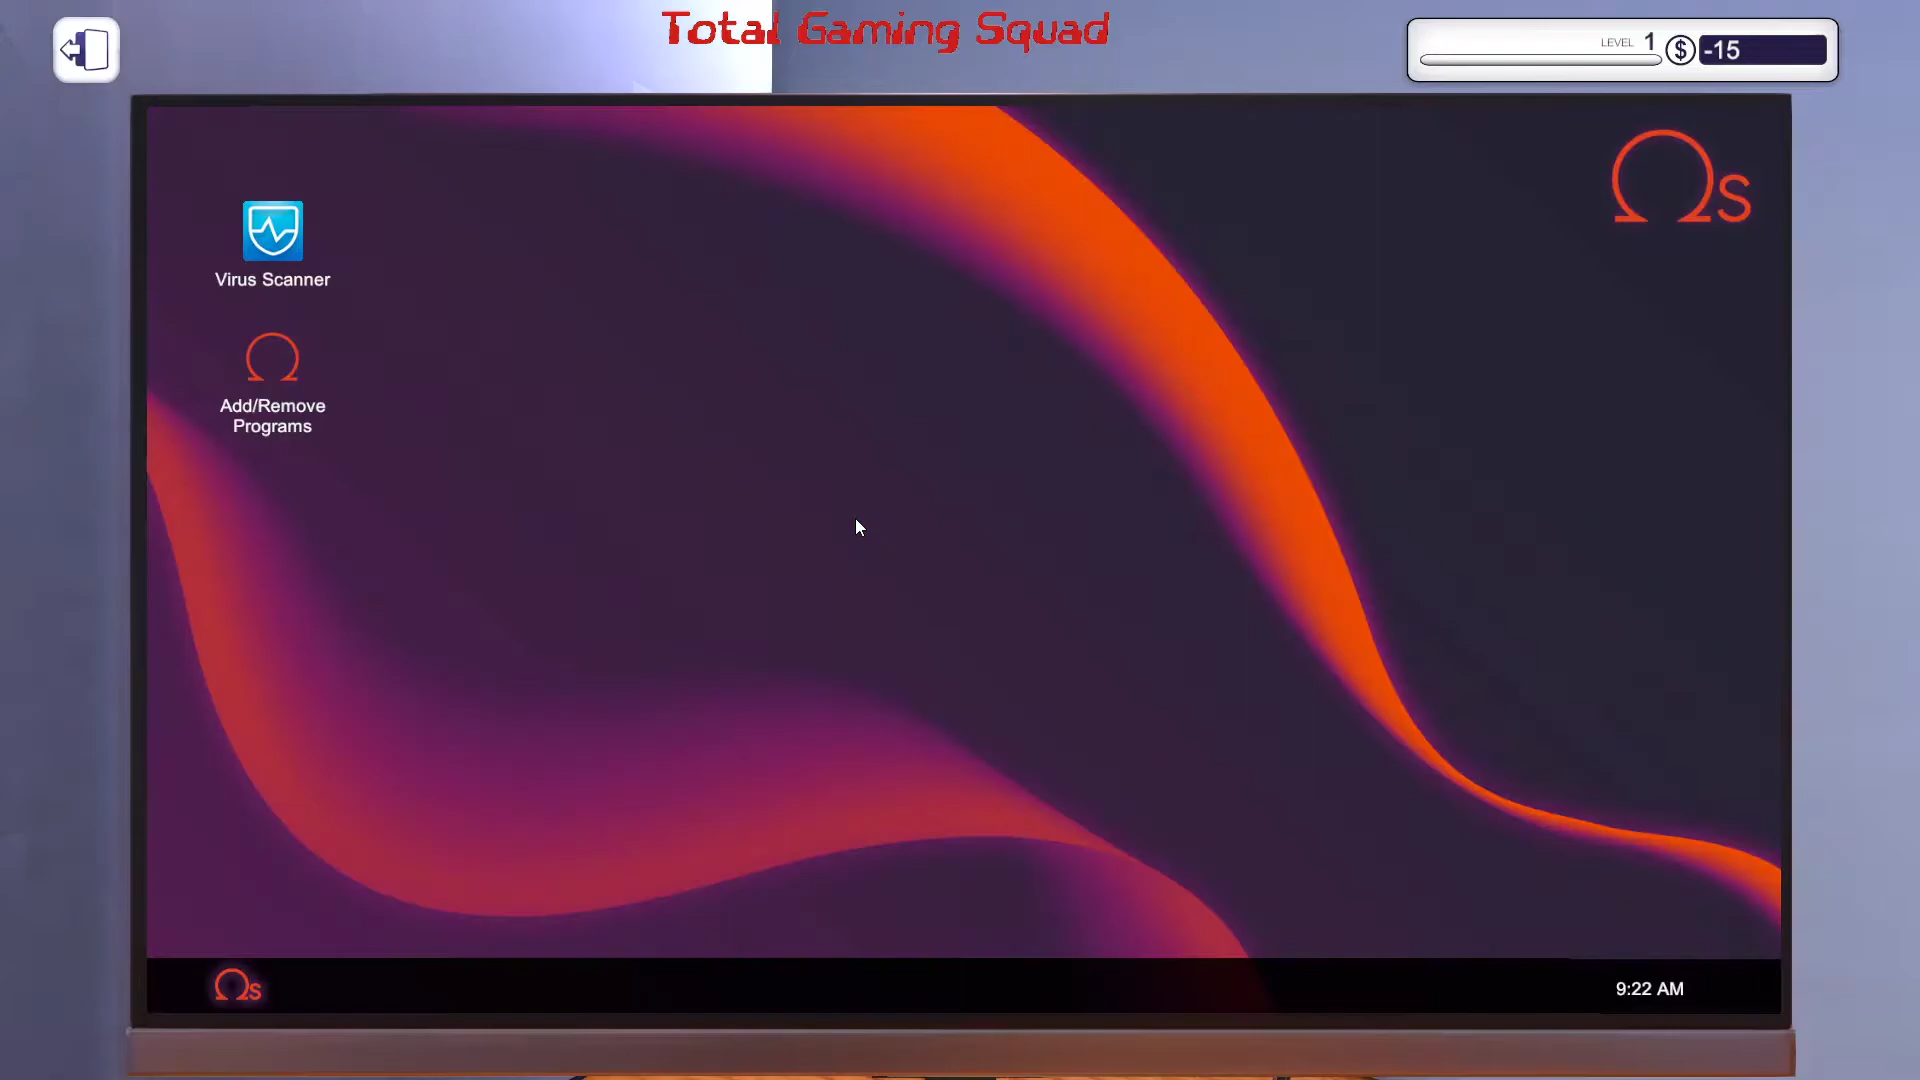 Total Gaming Squad
LEVEL 1
$ -15
Ωs
Virus Scanner
Add/Remove
Programs
Ωs
9:22 AM